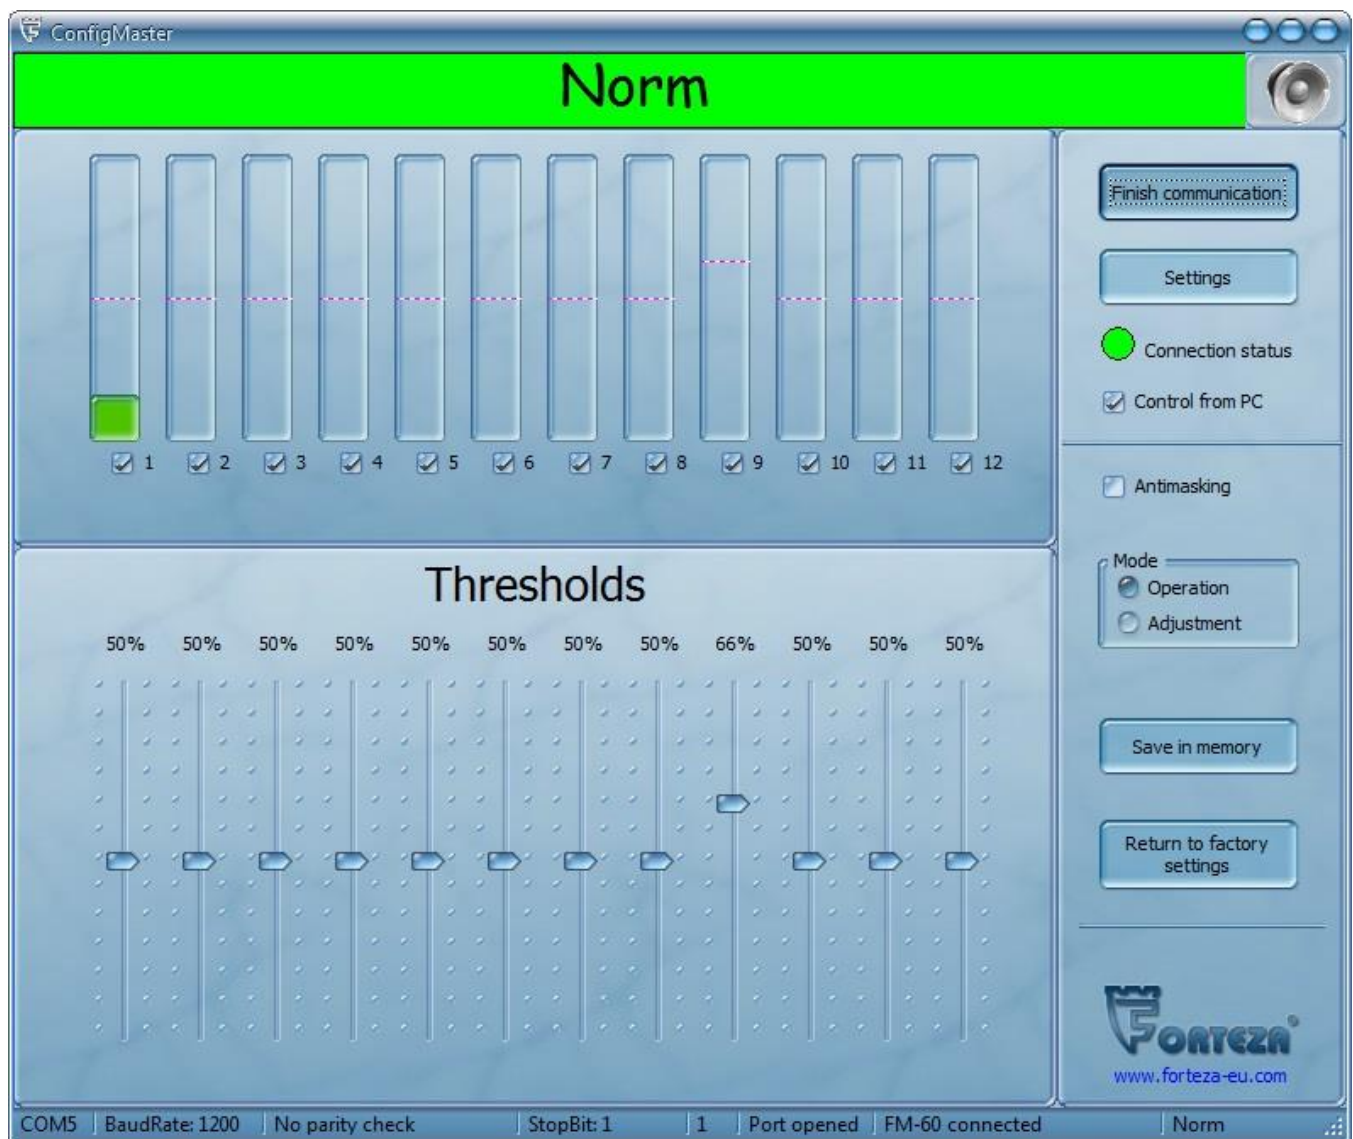 ConfigMaster
Norm
Finish communication
Settings
Connection status
Control from PC
1 2 3 4 5 6 7 8 9 10 11 12
Antimasking
Mode
Operation
Adjustment
Thresholds
50% 50% 50% 50% 50% 50% 50% 50% 66% 50% 50% 50%
Save in memory
Return to factory
settings
FORTEZA®
www.forteza-eu.com
COM5 BaudRate: 1200 No parity check StopBit: 1 1 Port opened FM-60 connected Norm